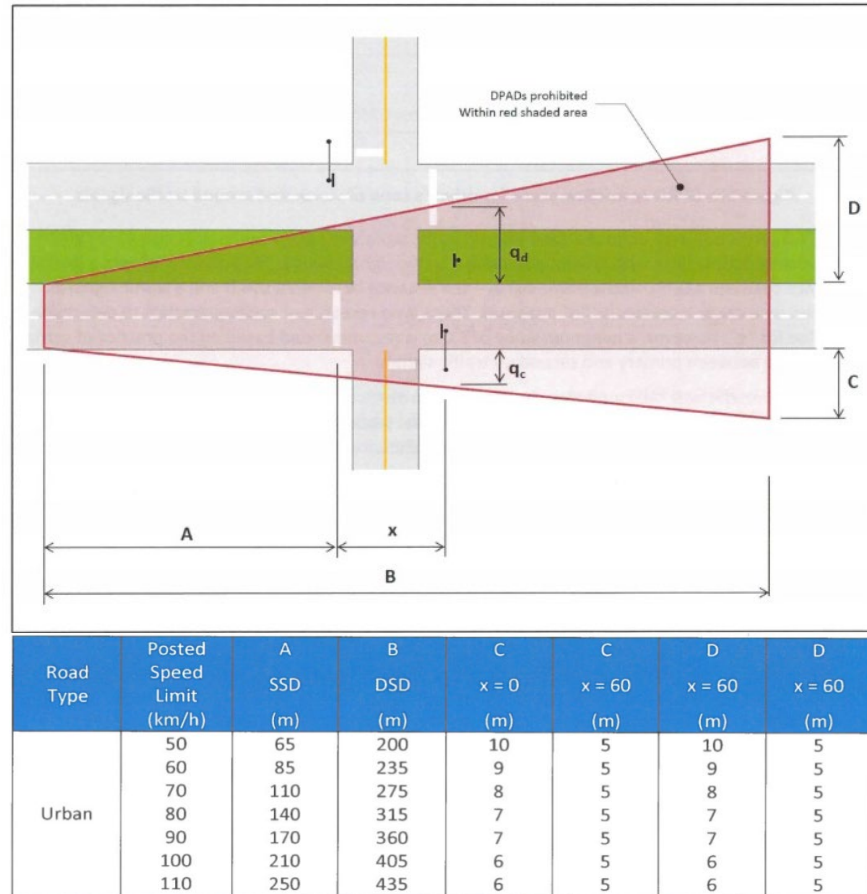 DPADs prohibited
Within red shaded area
D
qd
qc
C
A
x
B
Road Type Posted Speed Limit (km/h) A SSD (m) B DSD (m) C x = 0 (m) C x = 60 (m) D x = 60 (m) D x = 60 (m)
Urban
50 65 200 10 5 10 5
60 85 235 9 5 9 5
70 110 275 8 5 8 5
80 140 315 7 5 7 5
90 170 360 7 5 7 5
100 210 405 6 5 6 5
110 250 435 6 5 6 5